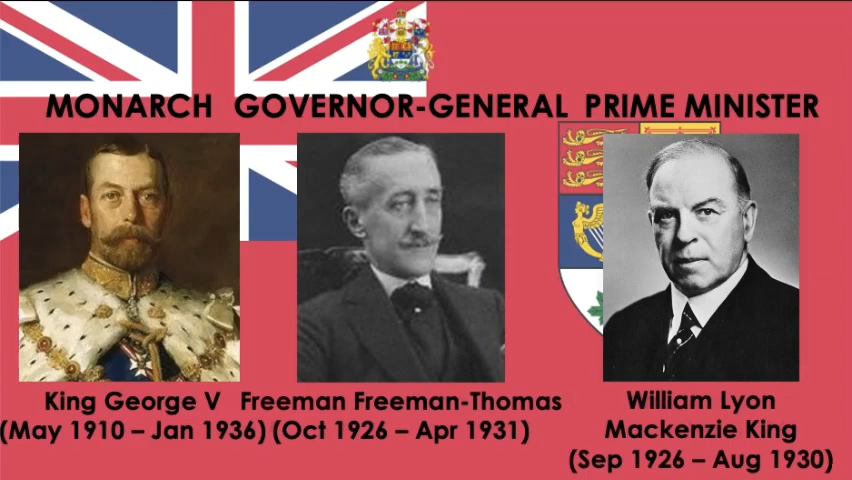 MONARCH GOVERNOR-GENERAL PRIME MINISTER
King George V
(May 1910 – Jan 1936)
Freeman Freeman-Thomas
(Oct 1926 – Apr 1931)
William Lyon
Mackenzie King
(Sep 1926 – Aug 1930)